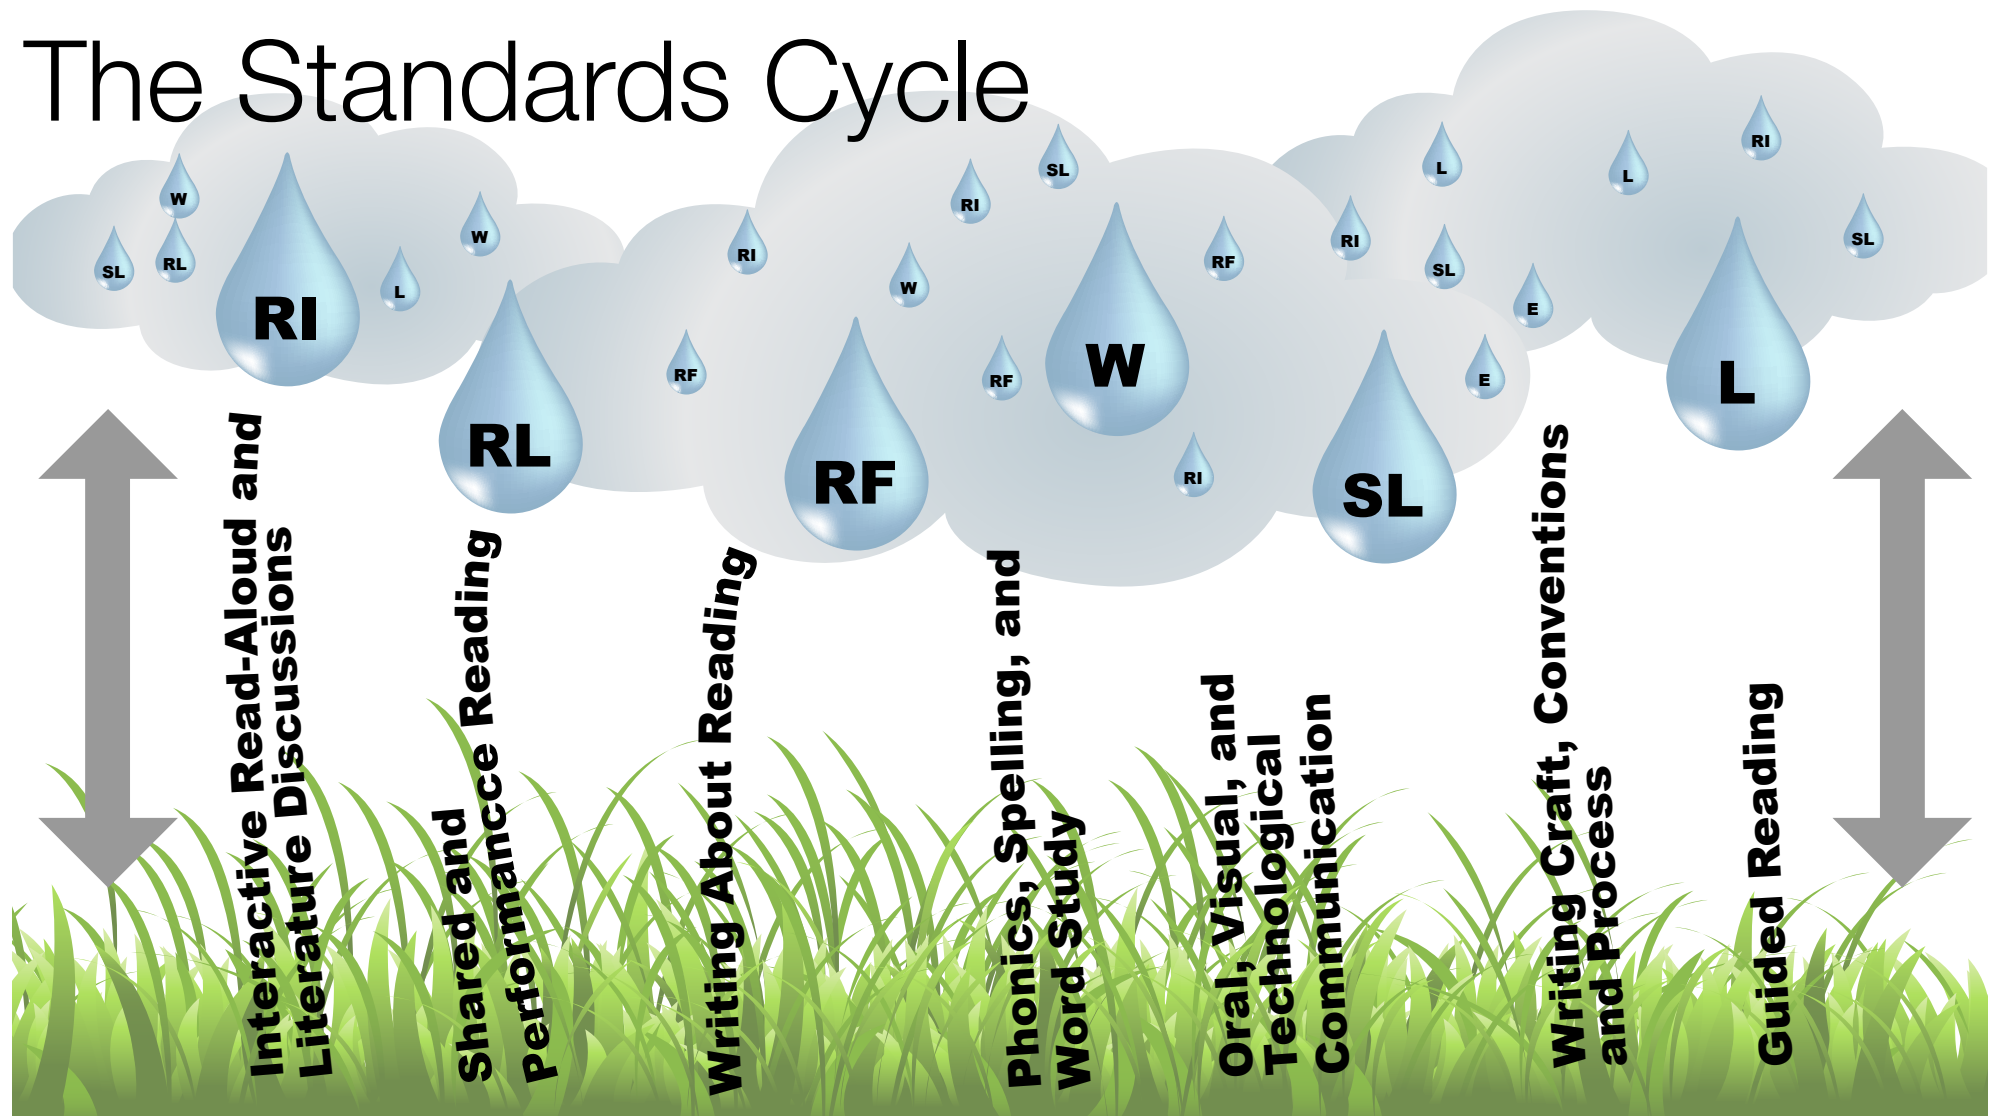 The Standards Cycle
W
SL
RL
RI
L
W
RL
RI
RF
W
RI
SL
RF
RF
W
RF
RI
RI
L
SL
E
E
SL
L
RI
L
SL
Interactive Read-Aloud and
Literature Discussions
Shared and
Performancce Reading
Writing About Reading
Phonics, Spelling, and
Word Study
Oral, Visual, and
Technological
Communication
Writing Craft, Conventions
and Process
Guided Reading